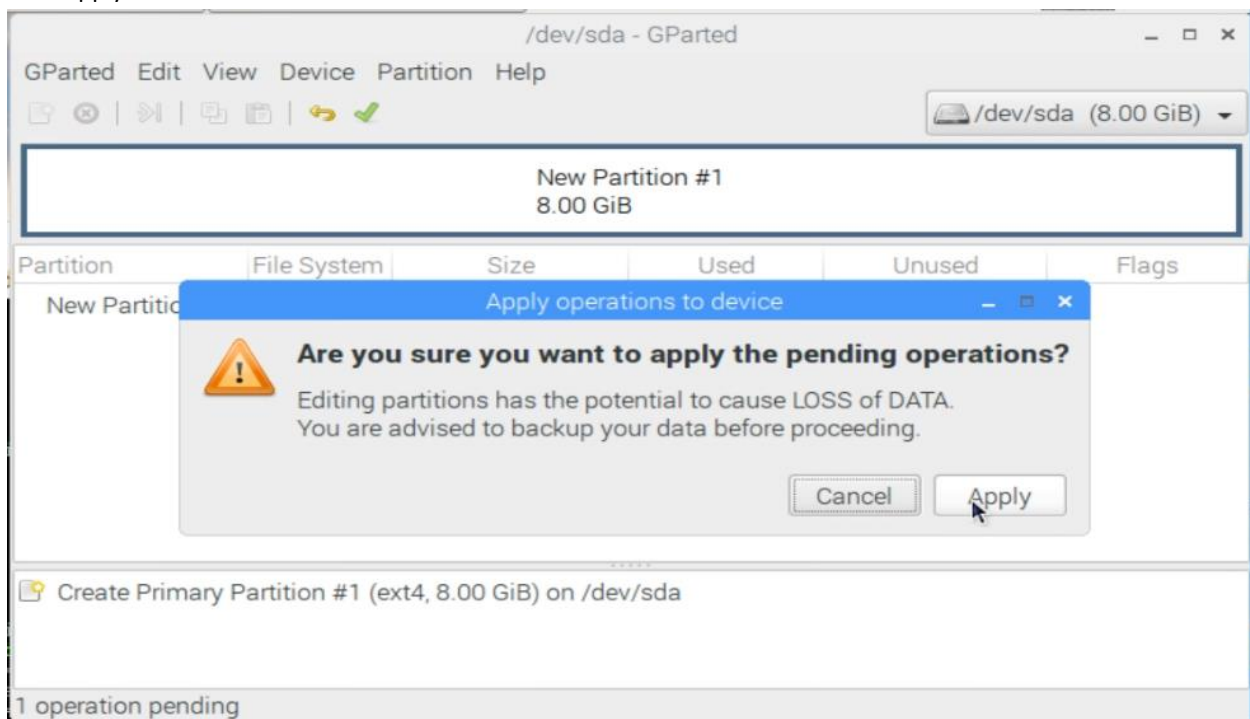 /dev/sda - GParted
GParted Edit View Device Partition Help
/dev/sda (8.00 GiB)
New Partition #1
8.00 GiB
Partition File System Size Used Unused Flags
New Partitio
Apply operations to device
Are you sure you want to apply the pending operations?
Editing partitions has the potential to cause LOSS of DATA.
You are advised to backup your data before proceeding.
Cancel Apply
Create Primary Partition #1 (ext4, 8.00 GiB) on /dev/sda
1 operation pending